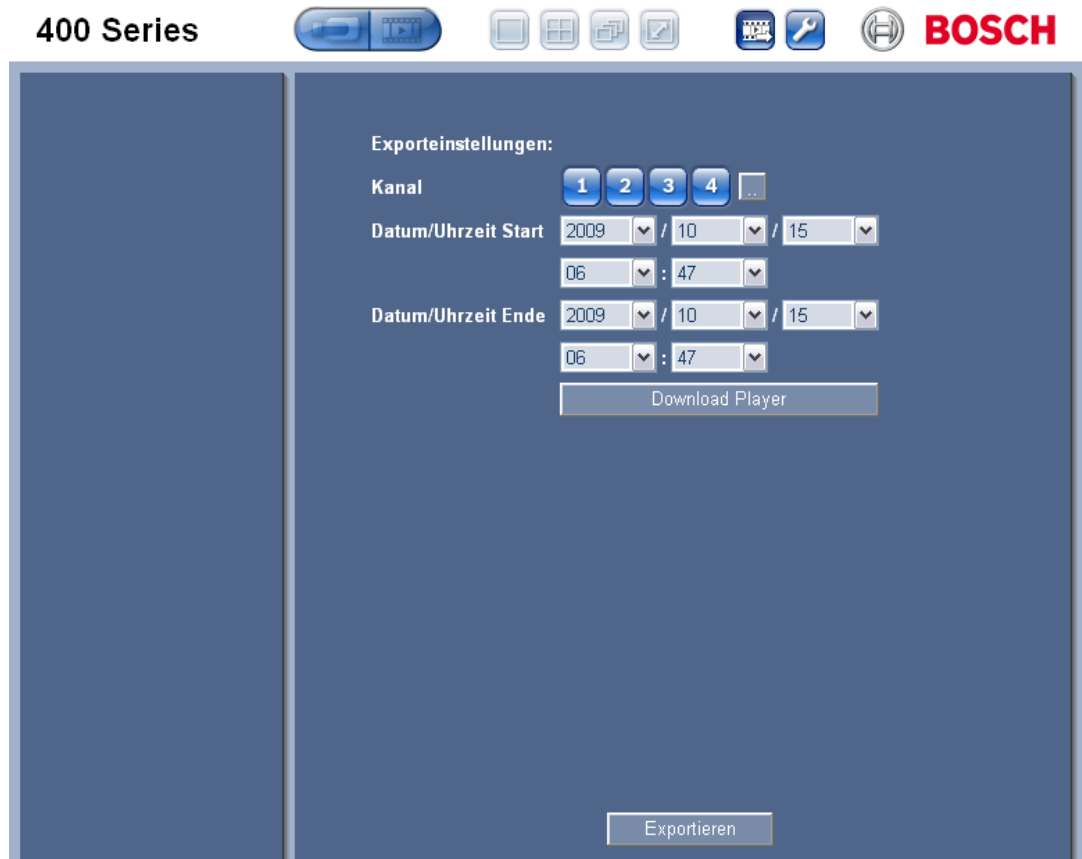 400 Series
BOSCH
Exporteinstellungen:
Kanal 1 2 3 4 ..
Datum/Uhrzeit Start 2009 / 10 / 15
06 : 47
Datum/Uhrzeit Ende 2009 / 10 / 15
06 : 47
Download Player
Exportieren